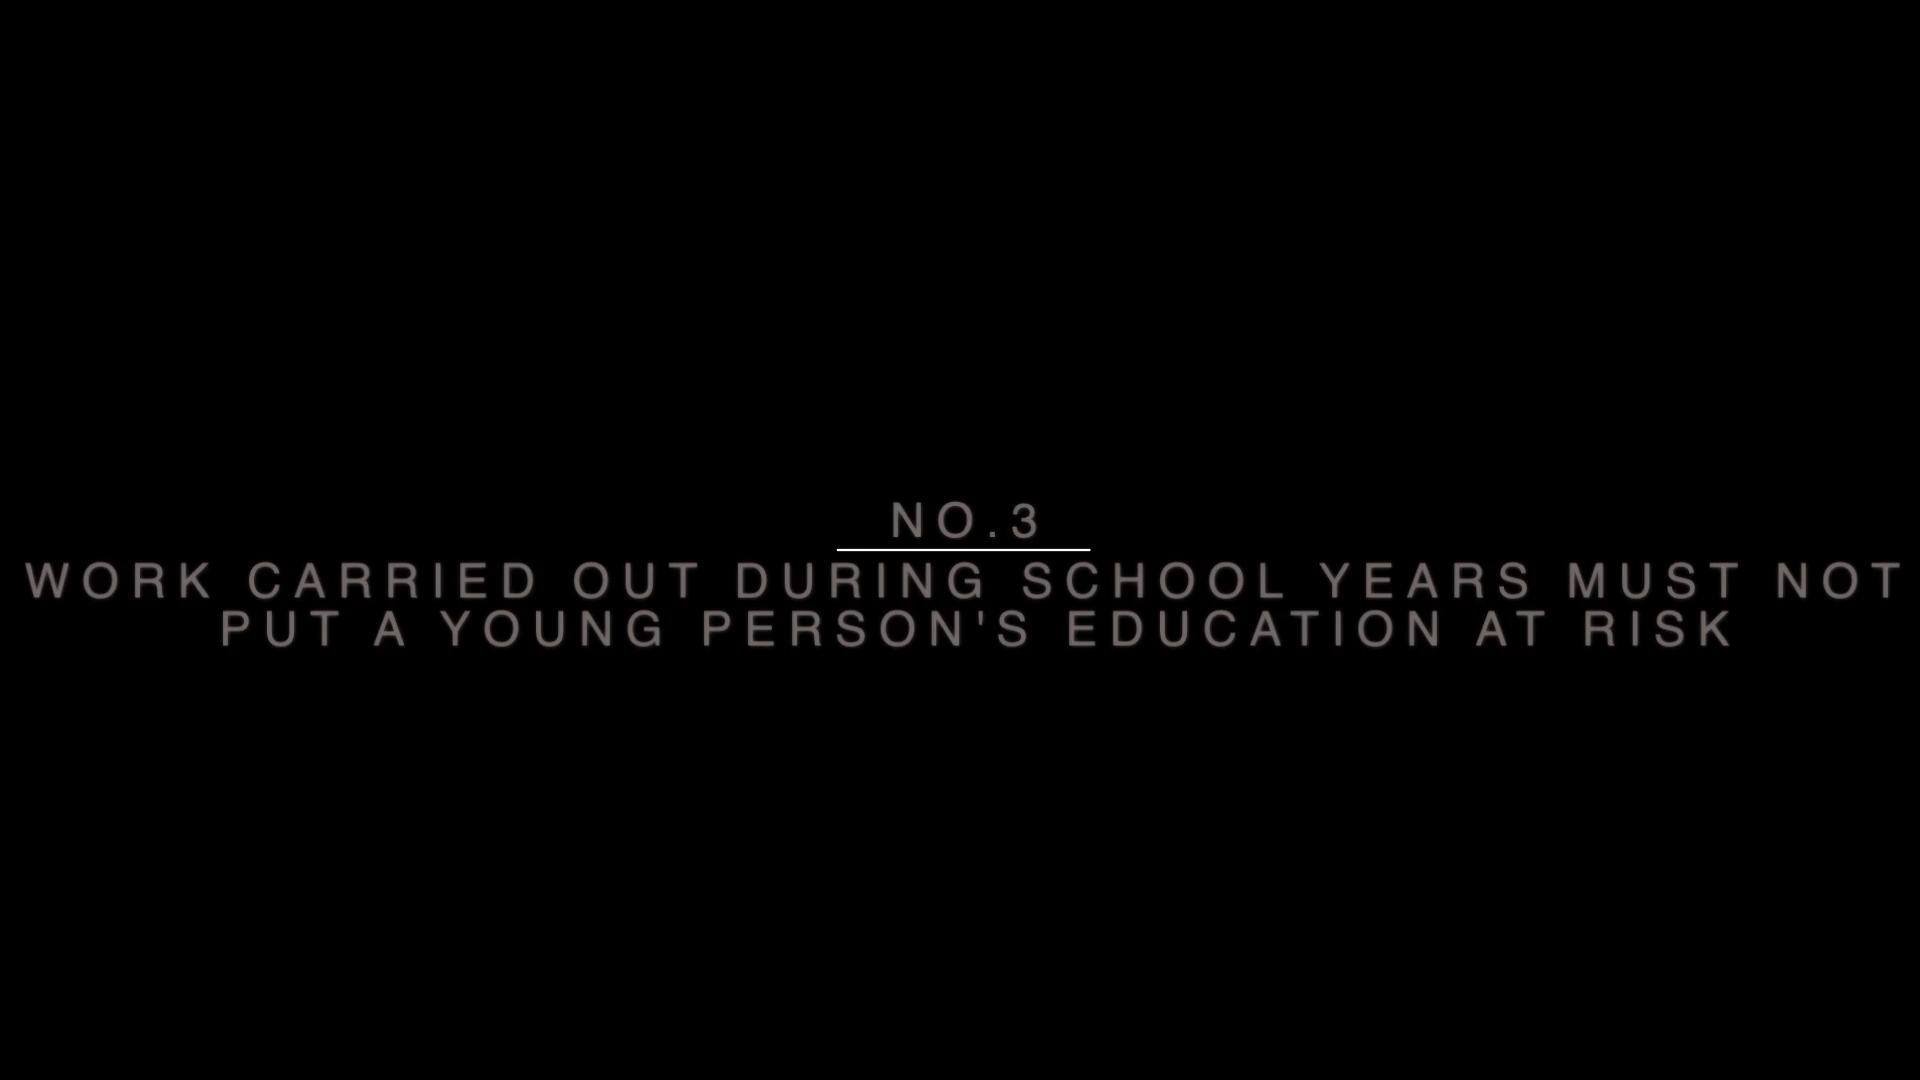 NO.3
WORK CARRIED OUT DURING SCHOOL YEARS MUST NOT
PUT A YOUNG PERSON'S EDUCATION AT RISK